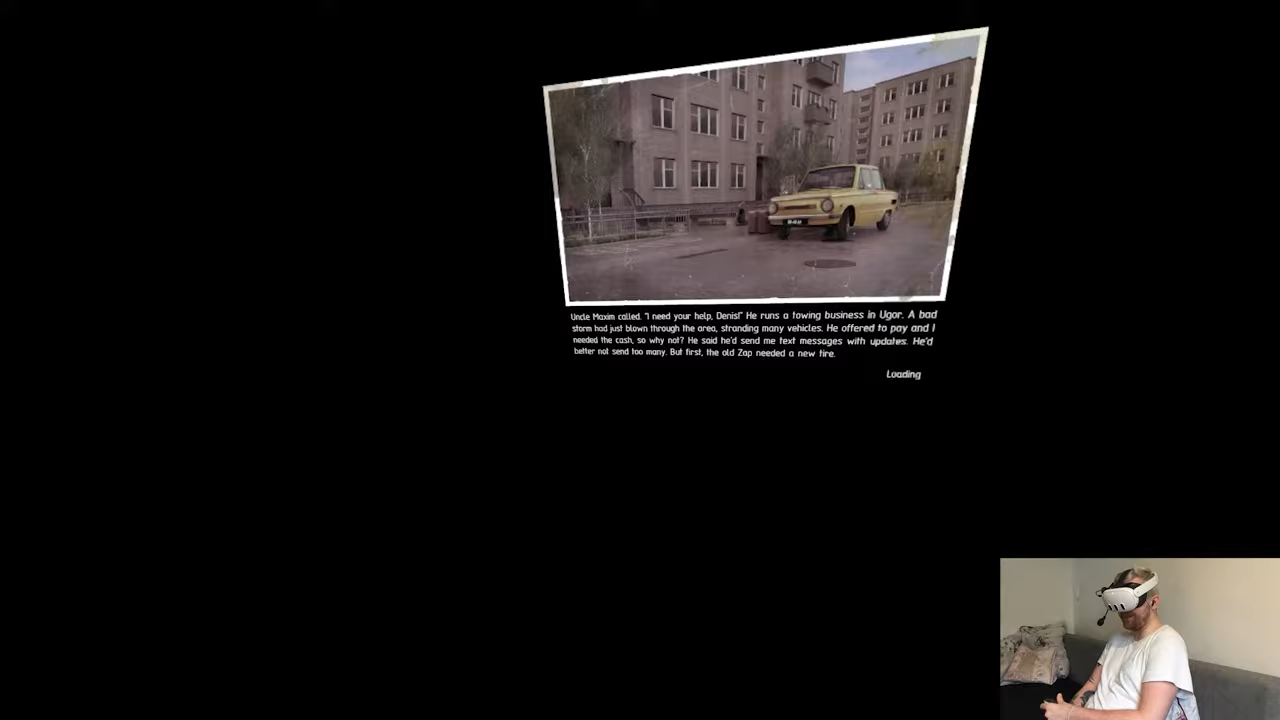 Uncle Maxim called. "I need your help, Denis!" He runs a towing business in Ugor. A bad
storm had just blown through the area, stranding many vehicles. He offered to pay and I
needed the cash, so why not? He said he'd send me text messages with updates. He'd
better not send too many. But first, the old Zap needed a new tire.
Loading